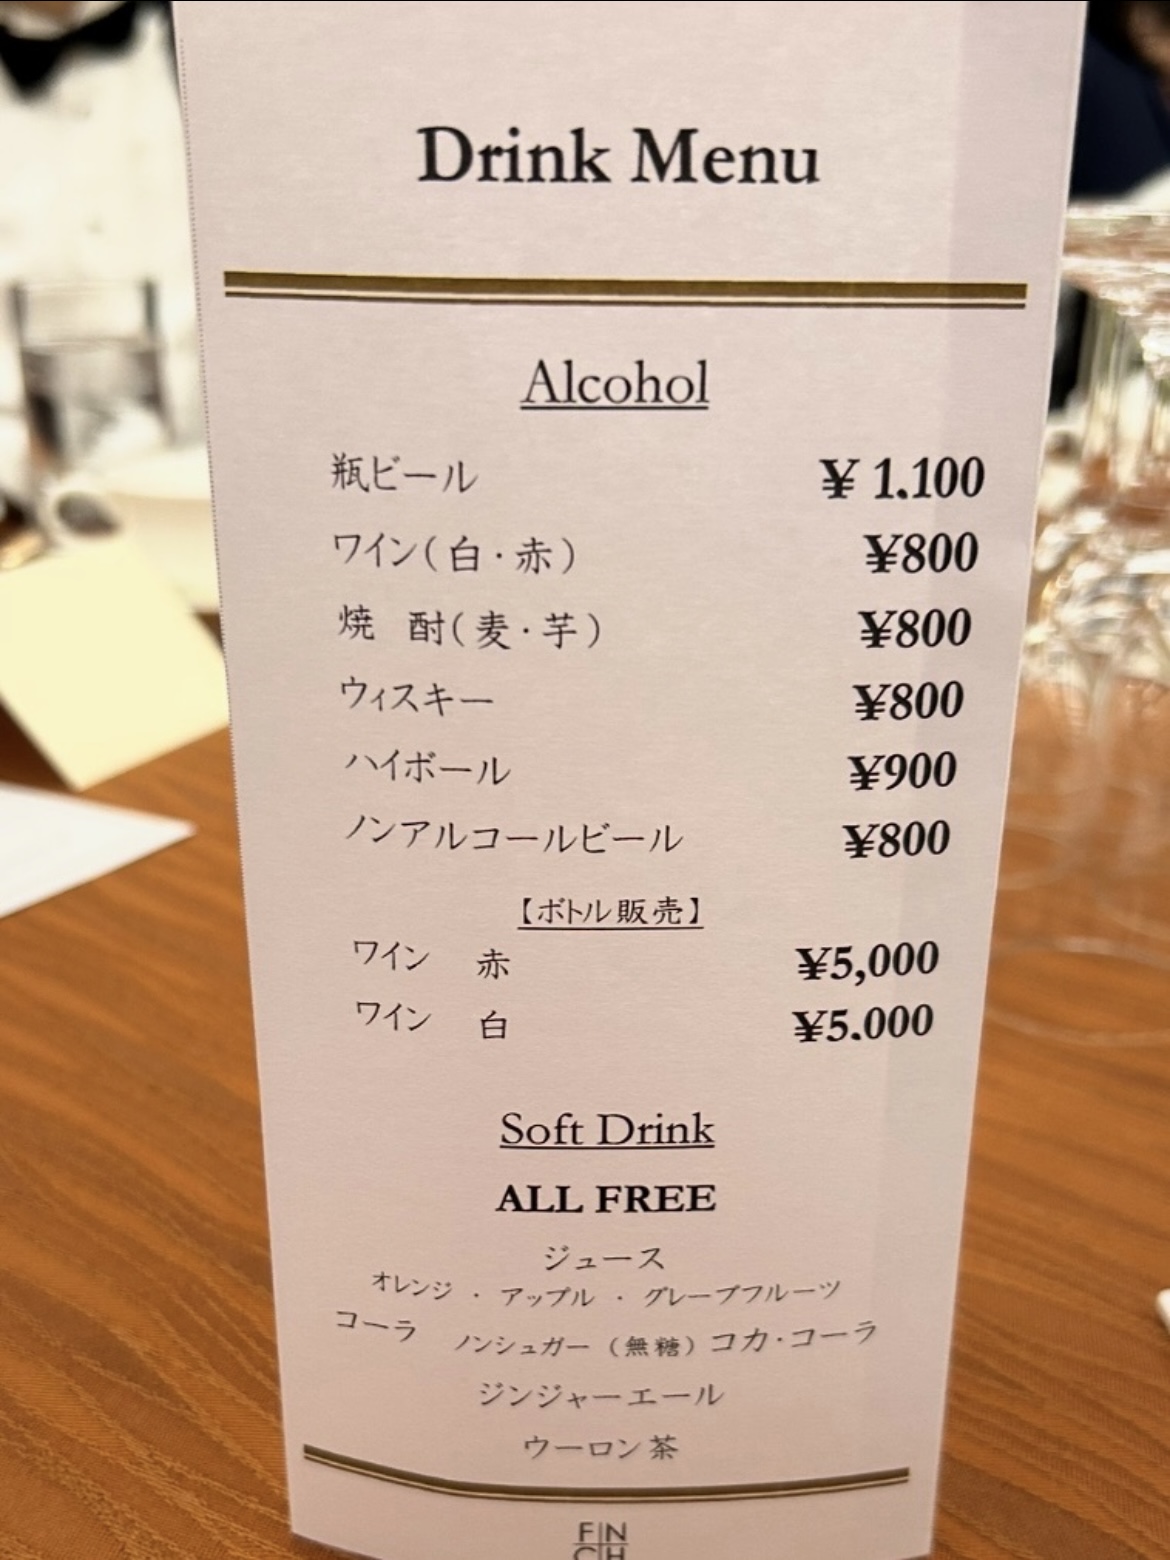 Drink Menu
Alcohol
瓶ビール ¥ 1.100
ワイン(白・赤) ¥800
焼 酎(麦・芋) ¥800
ウィスキー ¥800
ハイボール ¥900
ノンアルコールビール ¥800
【ボトル販売】
ワイン 赤 ¥5,000
ワイン 白 ¥5.000
Soft Drink
ALL FREE
ジュース
オレンジ ・ アップル ・ グレープフルーツ
コーラ ノンシュガー（無糖）コカ・コーラ
ジンジャーエール
ウーロン茶
FN
CH